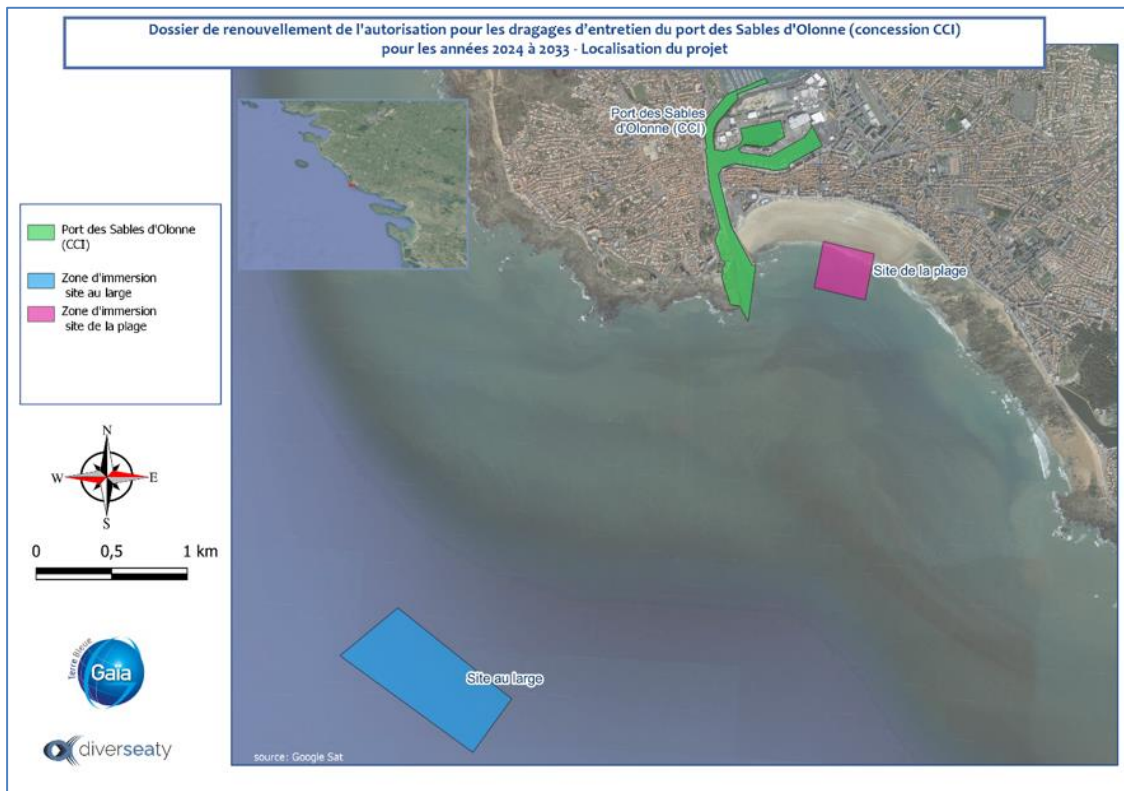 Dossier de renouvellement de l'autorisation pour les dragages d'entretien du port des Sables d'Olonne (concession CCI)
pour les années 2024 à 2033 - Localisation du projet
Port des Sables
d'Olonne (CCI)
Site de la plage
Port des Sables d'Olonne
(CCI)
Zone d'immersion
site au large
Zone d'immersion
site de la plage
N
W E
S
0 0,5 1 km
Terre Bleue
Gaïa
diverseaty
Site au large
source: Google Sat